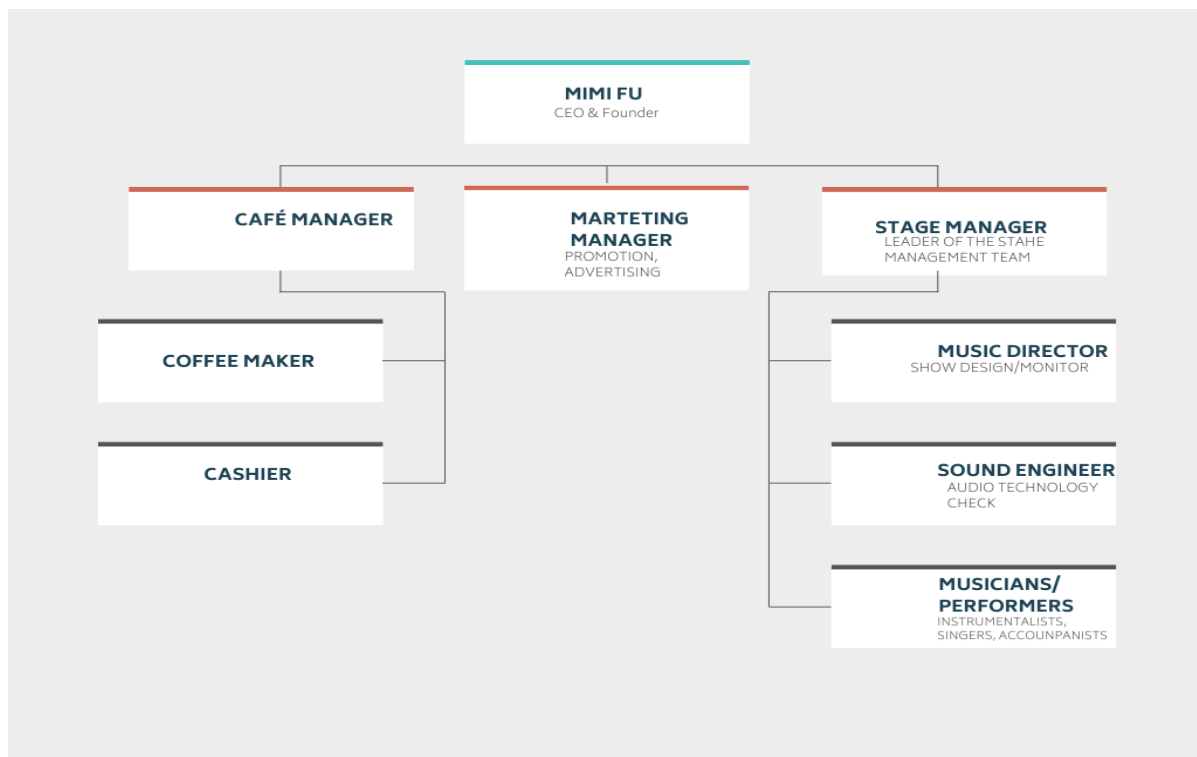 MIMI FU
CEO & Founder
CAFÉ MANAGER
MARTETING
MANAGER
PROMOTION,
ADVERTISING
STAGE MANAGER
LEADER OF THE STAHE
MANAGEMENT TEAM
COFFEE MAKER
CASHIER
MUSIC DIRECTOR
SHOW DESIGN/MONITOR
SOUND ENGINEER
AUDIO TECHNOLOGY
CHECK
MUSICIANS/
PERFORMERS
INSTRUMENTALISTS,
SINGERS, ACCOUNPANISTS